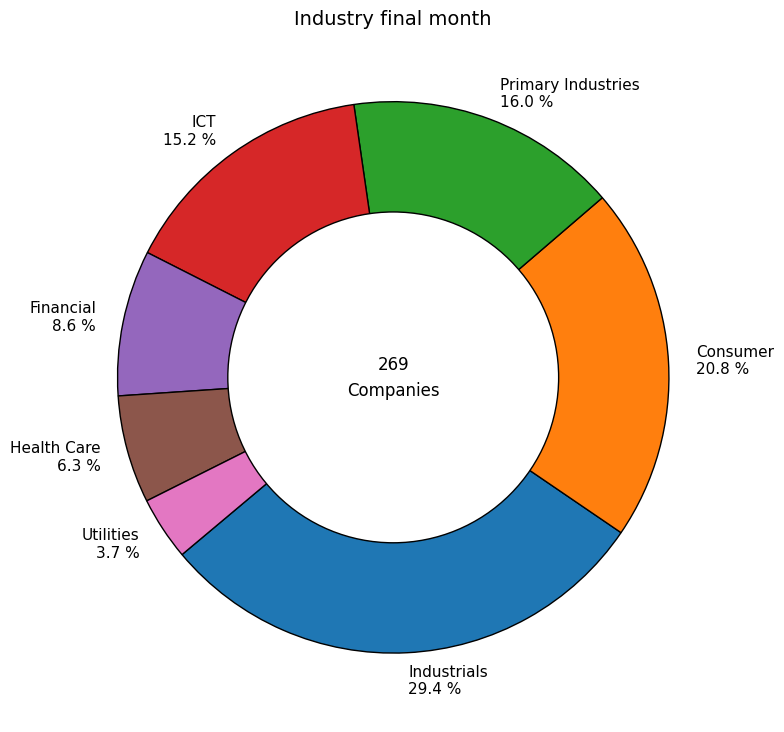 Industry final month
Primary Industries
16.0 %
ICT
15.2 %
Financial
8.6 %
Consumer
20.8 %
269
Companies
Health Care
6.3 %
Utilities
3.7 %
Industrials
29.4 %